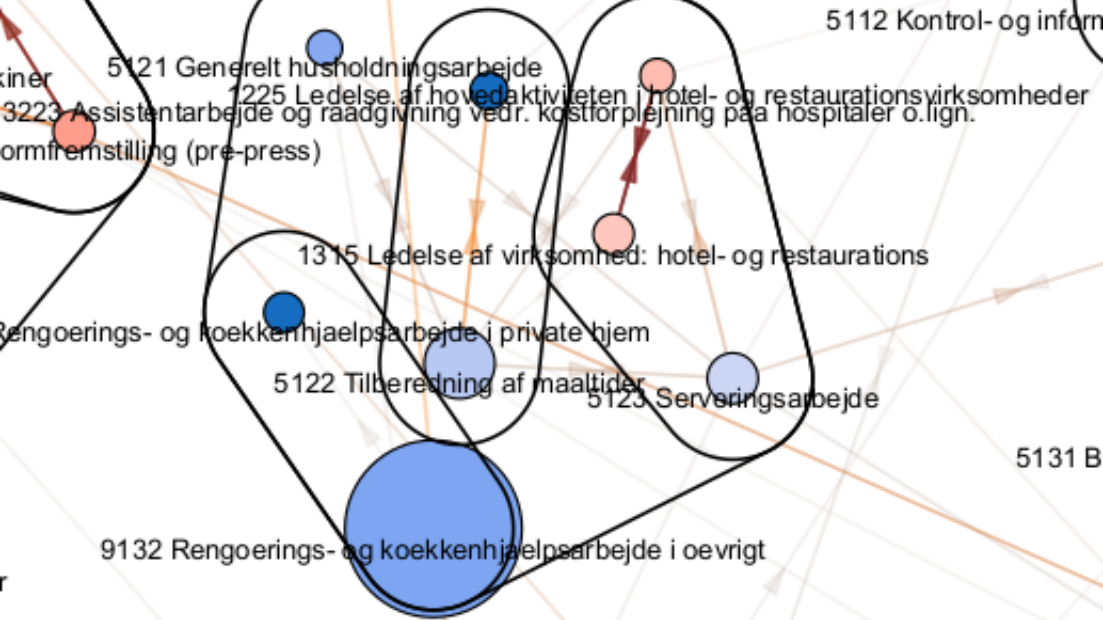 5112 Kontrol- og inform
5121 Generelt husholdningsarbejde
kiner
1225 Ledelse af hovedaktiviteten i hotel- og restaurationsvirksomheder
3223 Assistentarbejde og raadgivning vedr. kostforplejning paa hospitaler o.lign.
ormfremstilling (pre-press)
1315 Ledelse af virksomhed: hotel- og restaurations
Rengoerings- og koekkenhjaelpsarbejde i private hjem
5122 Tilberedning af maaltider
5123 Serveringsarbejde
5131 B
9132 Rengoerings- og koekkenhjaelpsarbejde i oevrigt
r